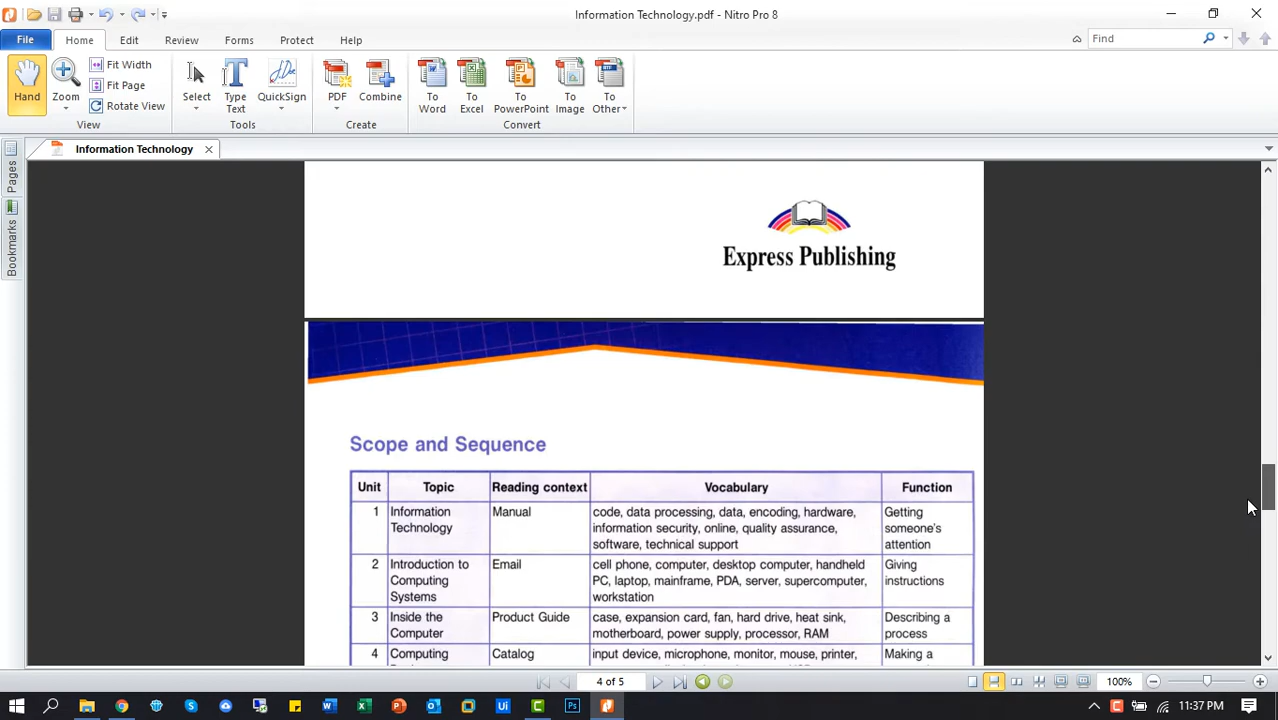 Information Technology.pdf - Nitro Pro 8
File Home Edit Review Forms Protect Help
Find
Hand
Zoom
Fit Width
Fit Page
Rotate View
View
Select
Type Text
QuickSign
Tools
PDF
Combine
Create
To Word
To Excel
To PowerPoint
To Image
To Other
Convert
Information Technology
Pages
Bookmarks
Express Publishing
Scope and Sequence
Unit Topic Reading context Vocabulary Function
1 Information Manual code, data processing, data, encoding, hardware, Getting
Technology information security, online, quality assurance, someone's
software, technical support attention
2 Introduction to Email cell phone, computer, desktop computer, handheld Giving
Computing PC, laptop, mainframe, PDA, server, supercomputer, instructions
Systems workstation
3 Inside the Product Guide case, expansion card, fan, hard drive, heat sink, Describing a
Computer motherboard, power supply, processor, RAM process
4 Computing Catalog input device, microphone, monitor, mouse, printer, Making a
4 of 5
100%
11:37 PM